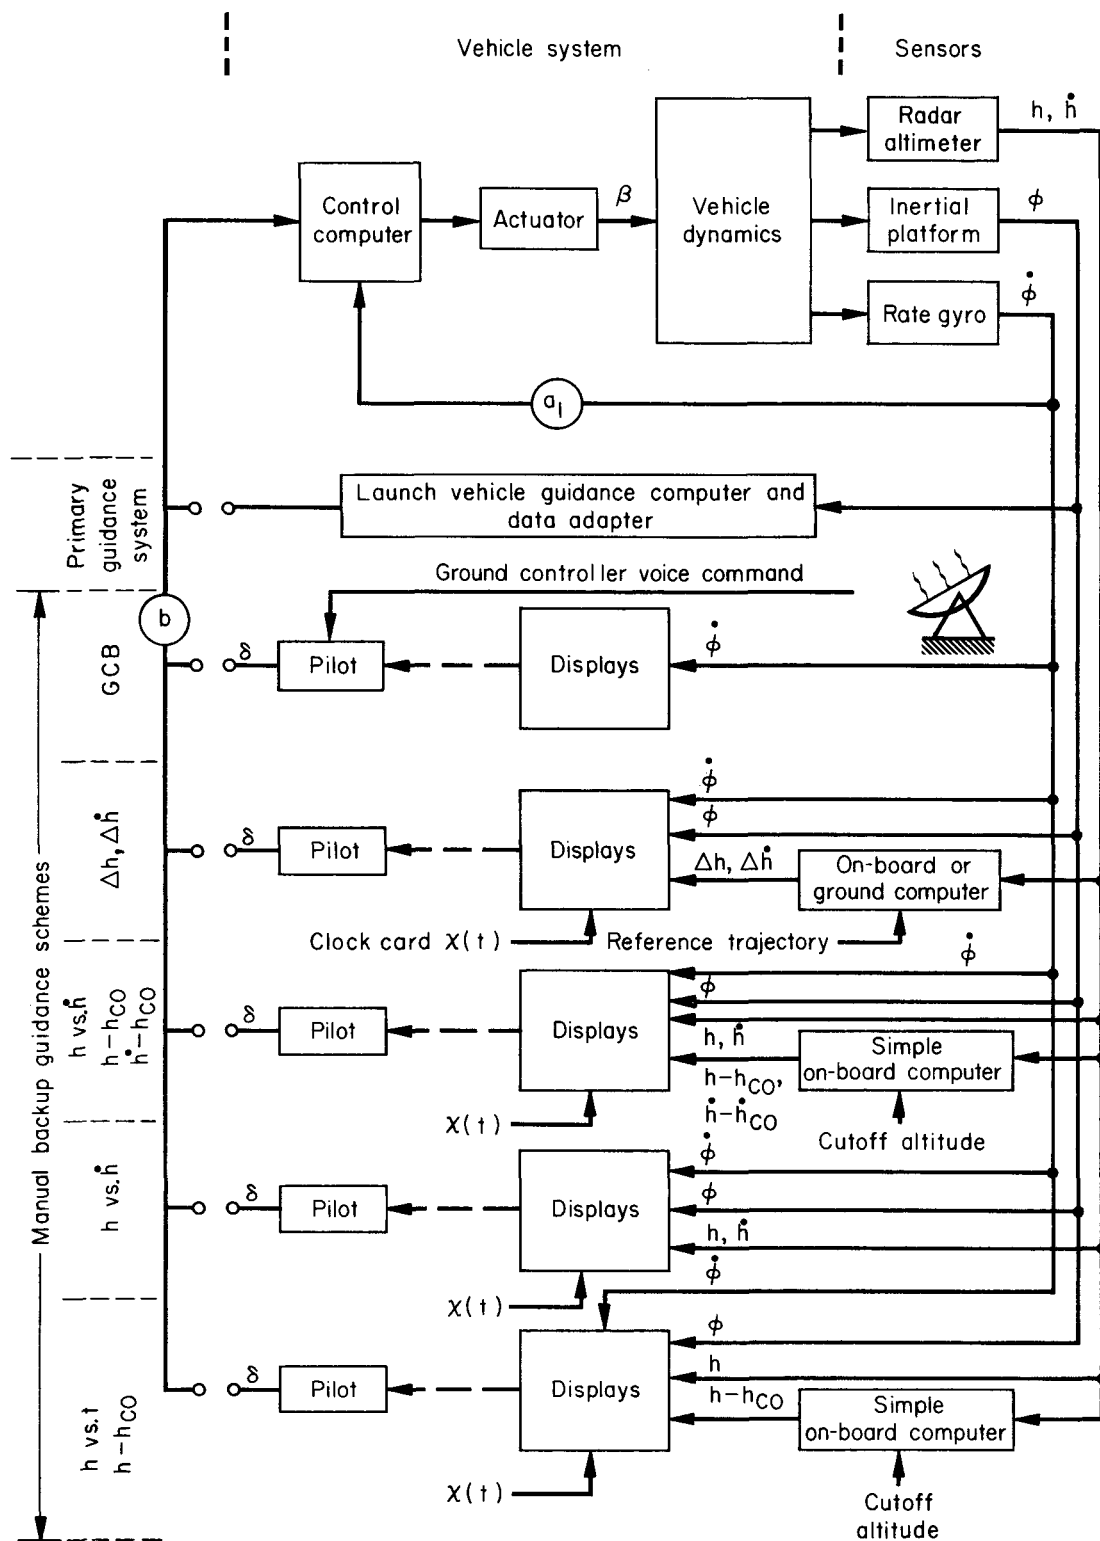 Vehicle system
Sensors
Radar
altimeter
h, ḣ
Control
computer
Actuator
β
Vehicle
dynamics
Inertial
platform
ϕ
Rate gyro
ϕ̇
a₁
Primary
guidance
system
Launch vehicle guidance computer and
data adapter
Ground controller voice command
b
Manual backup guidance schemes
GCB
δ
Pilot
Displays
ϕ̇
Δh, Δḣ
δ
Pilot
Displays
ϕ̇
ϕ
Δh, Δḣ
On-board or
ground computer
Clock card χ(t)
Reference trajectory
h vs. ḣ
h−hCO
ḣ−ḣCO
δ
Pilot
Displays
ϕ̇
ϕ
h, ḣ
h−hCO,
ḣ−ḣCO
Simple
on-board computer
χ(t)
Cutoff altitude
h vs. ḣ
δ
Pilot
Displays
ϕ̇
ϕ
h, ḣ
χ(t)
ϕ̇
h vs. t
h−hCO
δ
Pilot
Displays
ϕ
h
h−hCO
Simple
on-board computer
χ(t)
Cutoff
altitude